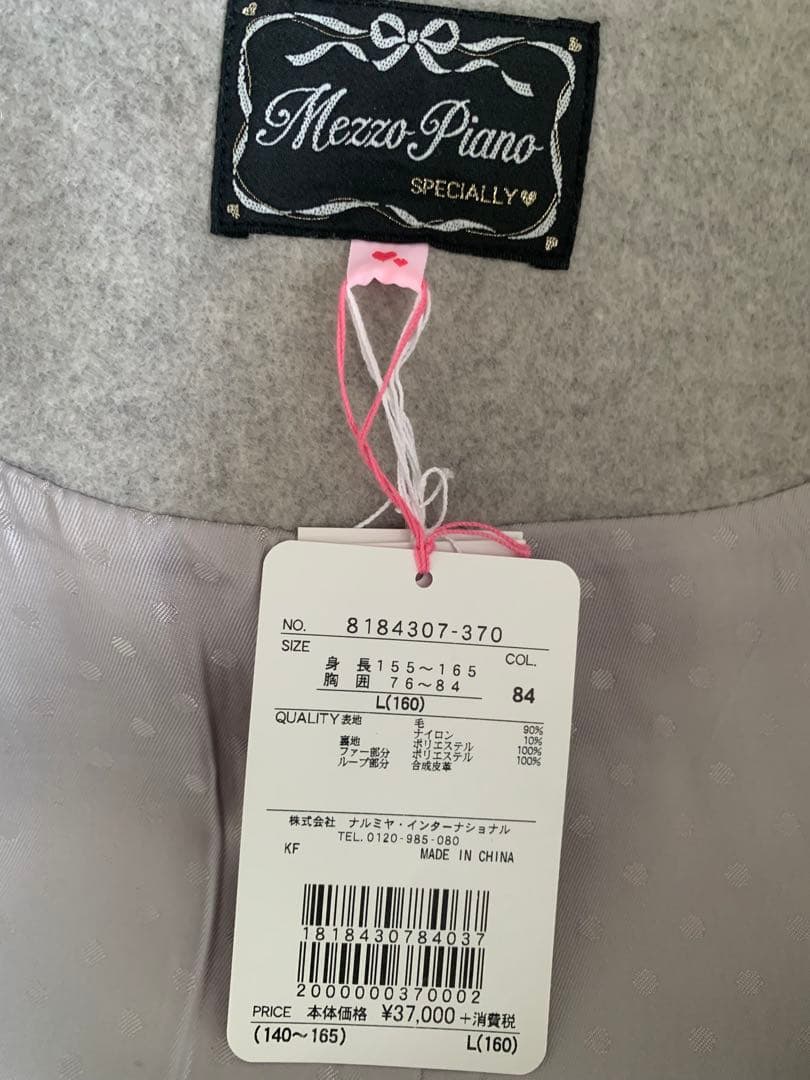 Mezzo Piano
SPECIALLY
NO. 8184307-370
SIZE
身長155～165
胸囲 76～84
L(160)
COL.
84
QUALITY 表地 毛 90%
ナイロン 10%
裏地 ポリエステル 100%
ファー部分 ポリエステル 100%
ループ部分 合成皮革
株式会社 ナルミヤ・インターナショナル
TEL.0120-985-080
KF MADE IN CHINA
1818430784037
2000000370002
PRICE 本体価格 ¥37,000+消費税
(140～165) L(160)